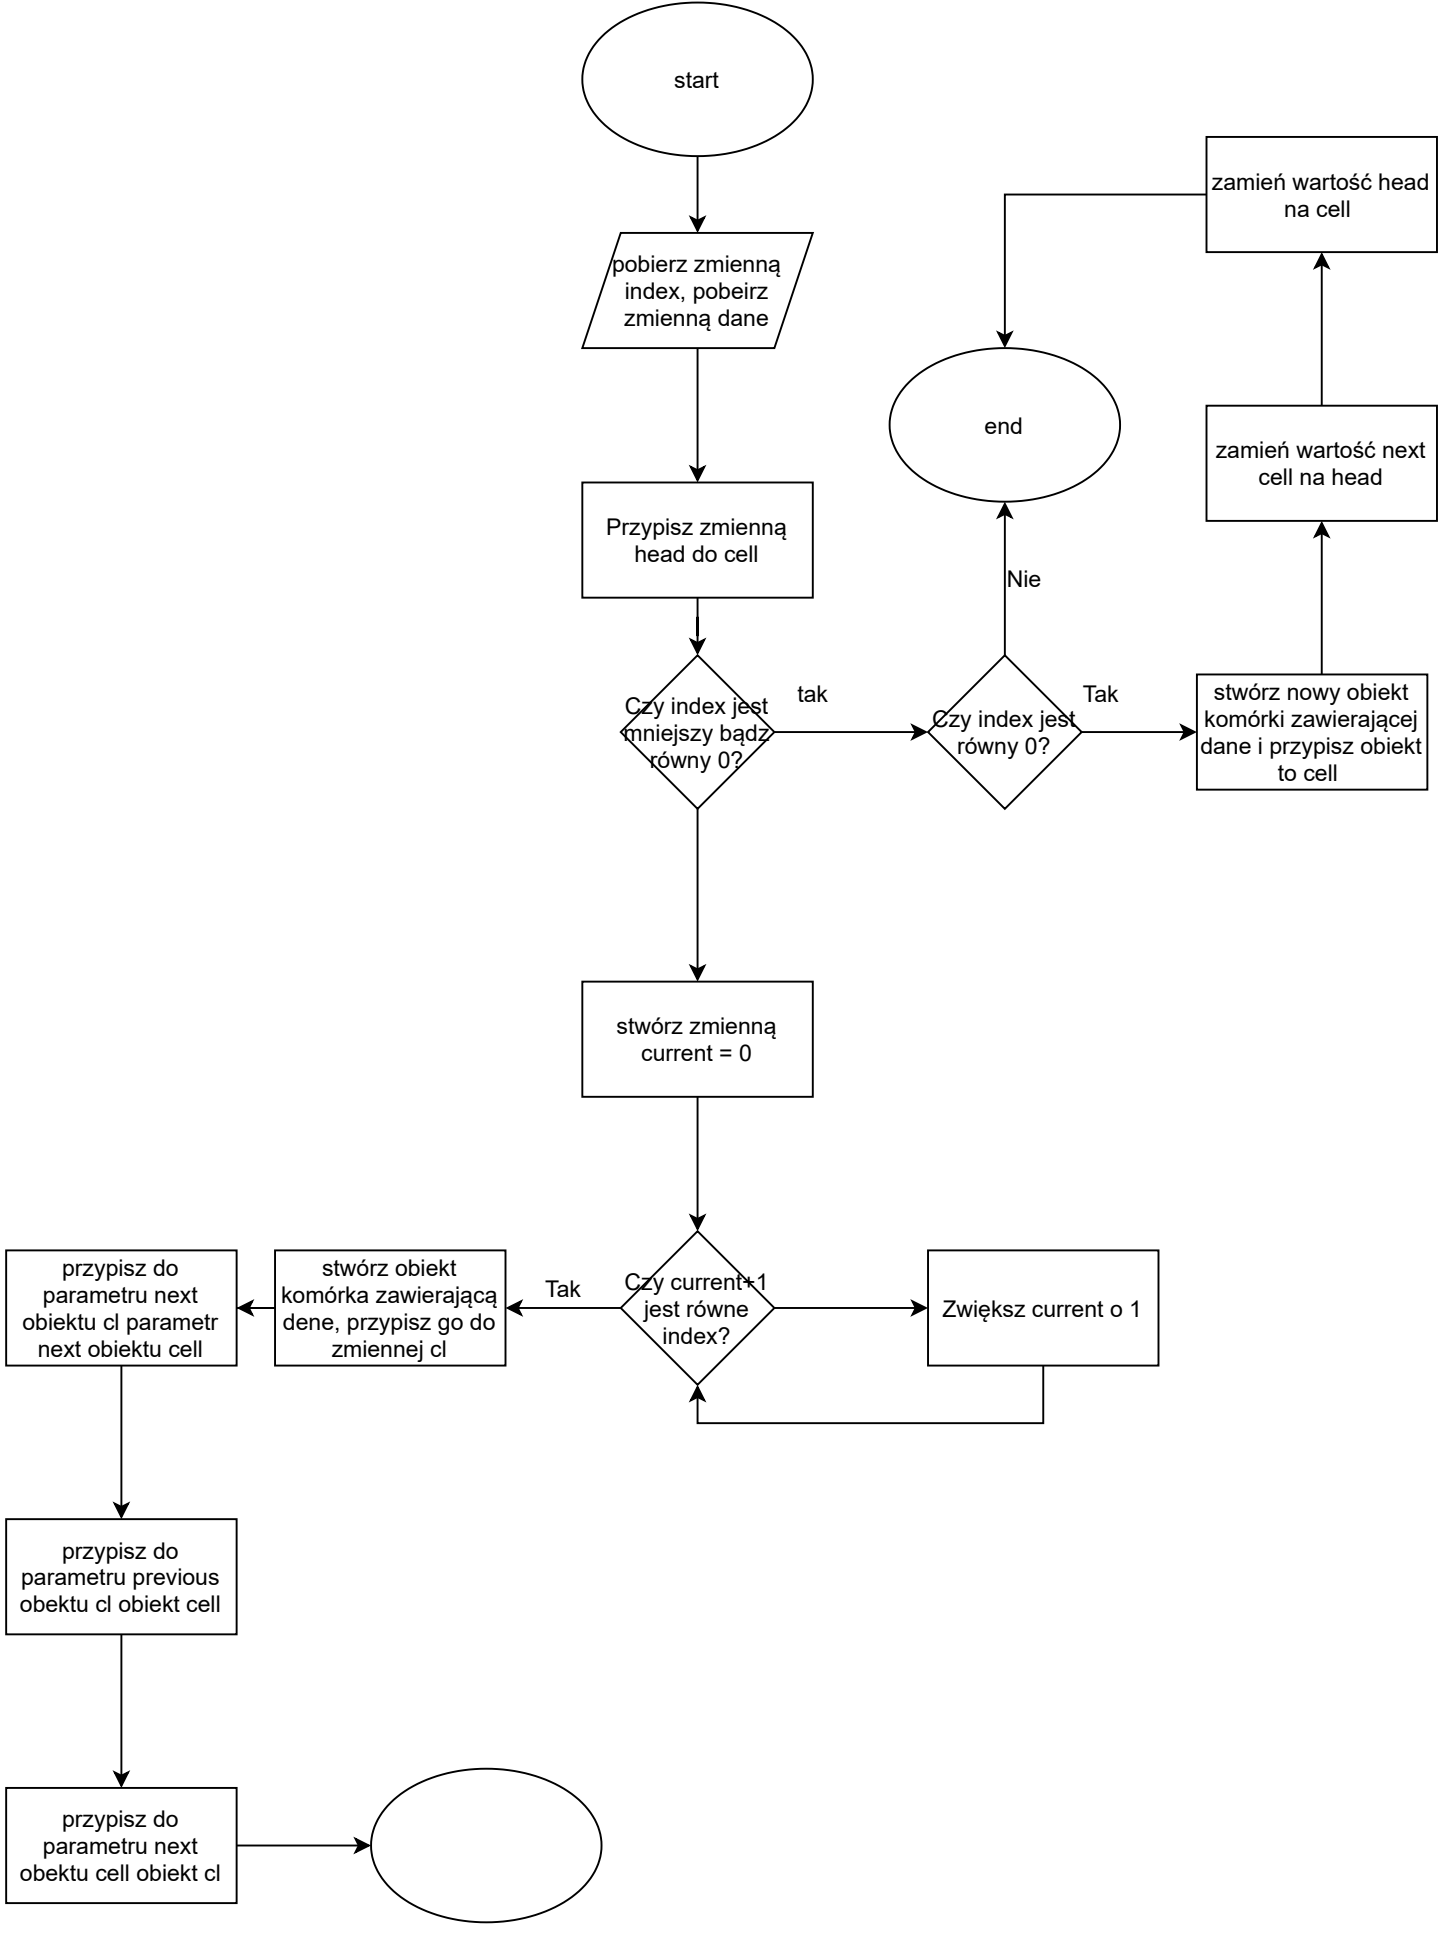 start
pobierz zmienną
index, pobeirz
zmienną dane
Przypisz zmienną
head do cell
Czy index jest
mniejszy bądz
równy 0?
tak
Czy index jest
równy 0?
Nie
end
Tak
stwórz nowy obiekt
komórki zawierającej
dane i przypisz obiekt
to cell
zamień wartość next
cell na head
zamień wartość head
na cell
stwórz zmienną
current = 0
Czy current+1
jest równe
index?
Zwiększ current o 1
Tak
stwórz obiekt
komórka zawierającą
dene, przypisz go do
zmiennej cl
przypisz do
parametru next
obiektu cl parametr
next obiektu cell
przypisz do
parametru previous
obektu cl obiekt cell
przypisz do
parametru next
obektu cell obiekt cl